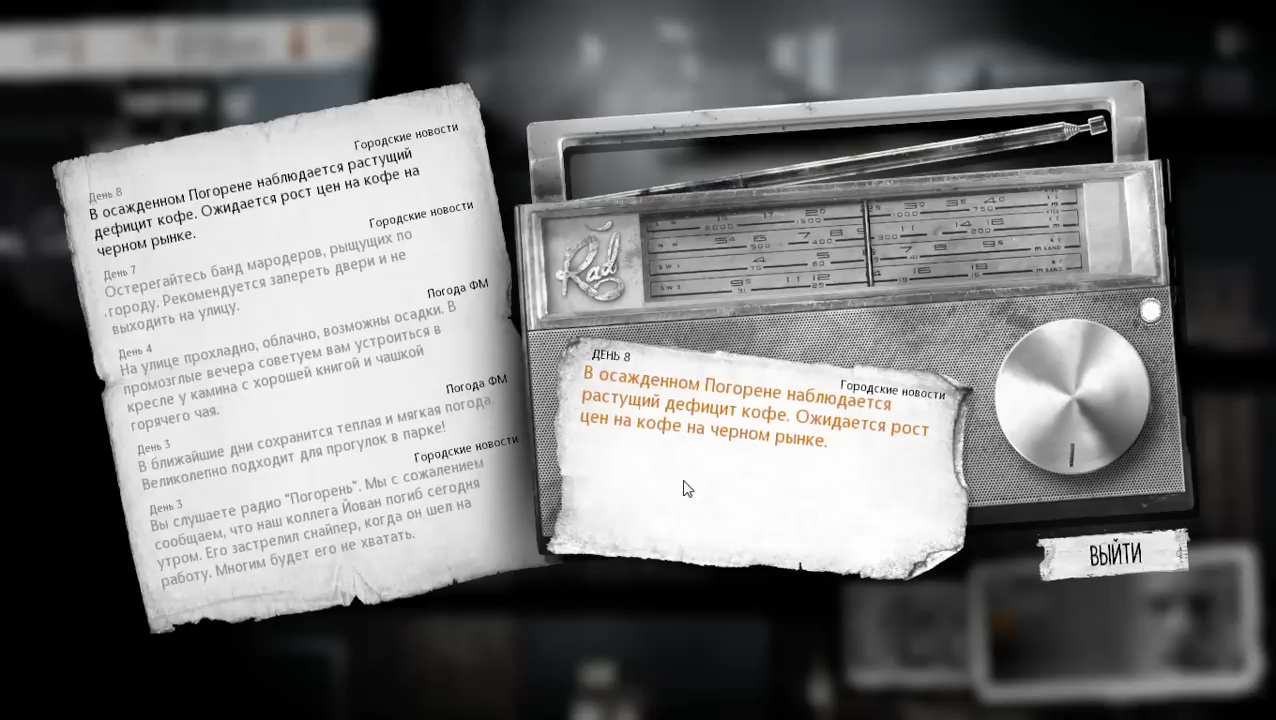 Городские новости
День 8
В осажденном Погорене наблюдается растущий
дефицит кофе. Ожидается рост цен на кофе на
черном рынке.
Городские новости
День 7
Остерегайтесь банд мародеров, рыщущих по
городу. Рекомендуется запереть двери и не
выходить на улицу.
Погода ФМ
День 4
На улице прохладно, облачно, возможны осадки. В
промозглые вечера советуем вам устроиться в
кресле у камина с хорошей книгой и чашкой
горячего чая.
Погода ФМ
День 3
В ближайшие дни сохранится теплая и мягкая погода.
Великолепно подходит для прогулок в парке!
Городские новости
День 3
Вы слушаете радио "Погорень". Мы с сожалением
сообщаем, что наш коллега Йован погиб сегодня
утром. Его застрелил снайпер, когда он шел на
работу. Многим будет его не хватать.
Rad
ДЕНЬ 8
Городские новости
В осажденном Погорене наблюдается
растущий дефицит кофе. Ожидается рост
цен на кофе на черном рынке.
ВЫЙТИ